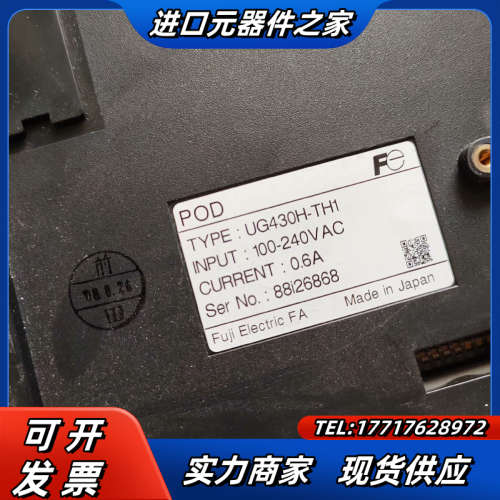 进口元器件之家
Fe
POD
TYPE : UG430H-TH1
INPUT : 100-240VAC
CURRENT : 0.6A
Ser No. : 88I26868
Fuji Electric FA Made in Japan
TEL:17717628972
可开
发票
实力商家 现货供应